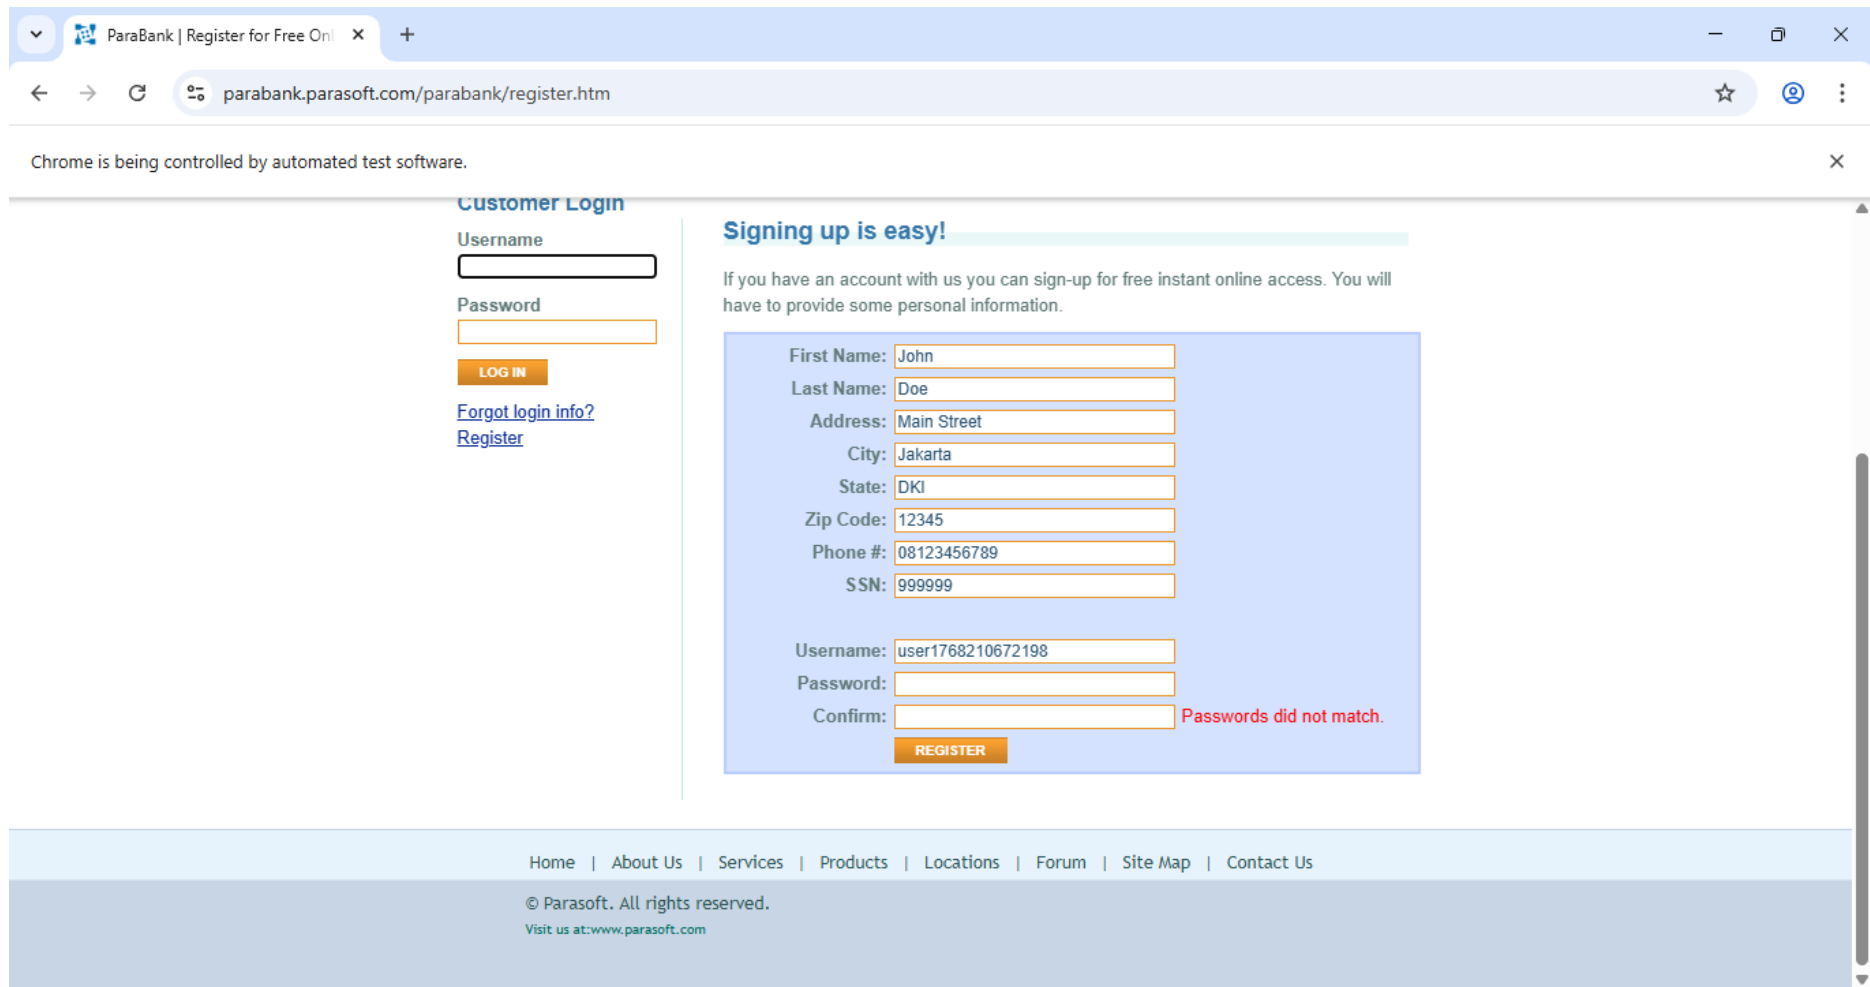 ParaBank | Register for Free Onl
parabank.parasoft.com/parabank/register.htm
Chrome is being controlled by automated test software.
Customer Login
Username
Password
LOG IN
Forgot login info?
Register
Signing up is easy!
If you have an account with us you can sign-up for free instant online access. You will
have to provide some personal information.
First Name: John
Last Name: Doe
Address: Main Street
City: Jakarta
State: DKI
Zip Code: 12345
Phone #: 08123456789
SSN: 999999
Username: user1768210672198
Password:
Confirm: Passwords did not match.
REGISTER
Home | About Us | Services | Products | Locations | Forum | Site Map | Contact Us
© Parasoft. All rights reserved.
Visit us at:www.parasoft.com